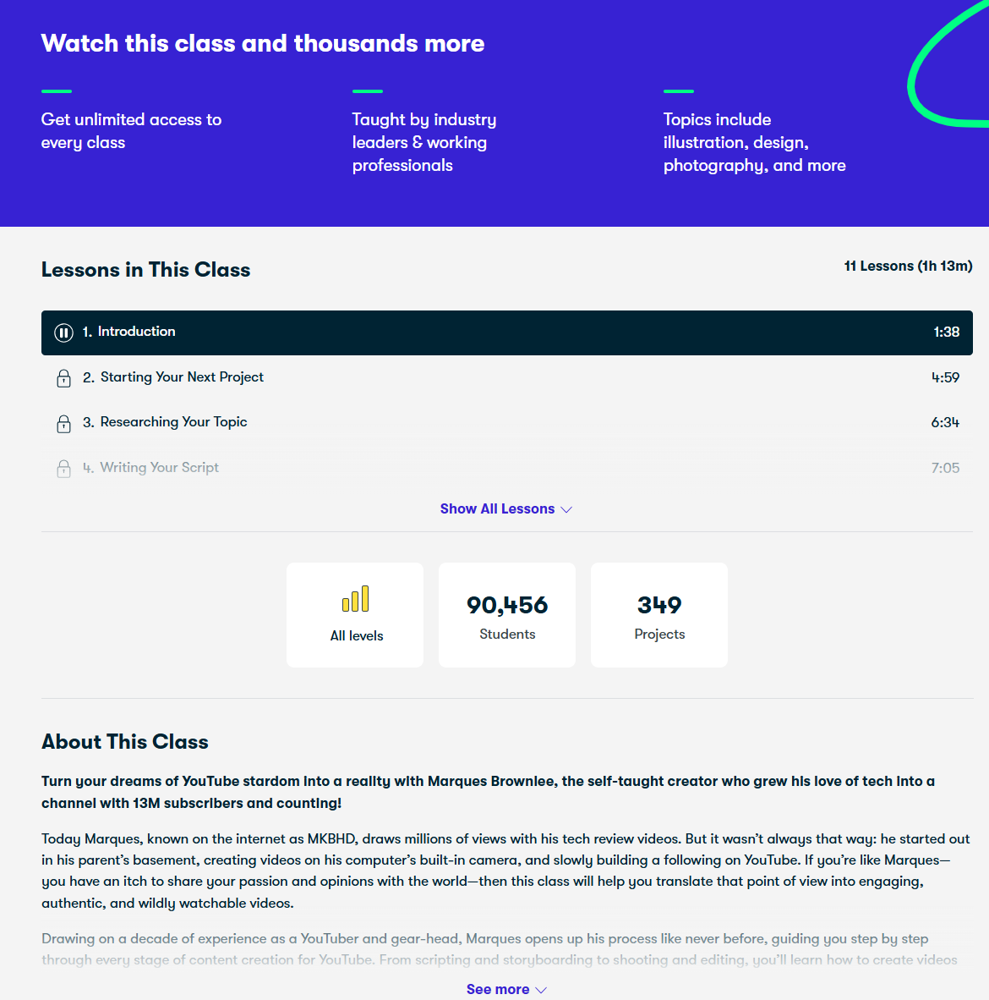 Watch this class and thousands more
Get unlimited access to
every class
Taught by industry
leaders & working
professionals
Topics include
illustration, design,
photography, and more
Lessons in This Class
11 Lessons (1h 13m)
1. Introduction 1:38
2. Starting Your Next Project 4:59
3. Researching Your Topic 6:34
4. Writing Your Script 7:05
Show All Lessons
All levels
90,456
Students
349
Projects
About This Class
Turn your dreams of YouTube stardom into a reality with Marques Brownlee, the self-taught creator who grew his love of tech into a
channel with 13M subscribers and counting!
Today Marques, known on the internet as MKBHD, draws millions of views with his tech review videos. But it wasn’t always that way: he started out
in his parent’s basement, creating videos on his computer’s built-in camera, and slowly building a following on YouTube. If you’re like Marques—
you have an itch to share your passion and opinions with the world—then this class will help you translate that point of view into engaging,
authentic, and wildly watchable videos.
Drawing on a decade of experience as a YouTuber and gear-head, Marques opens up his process like never before, guiding you step by step
through every stage of content creation for YouTube. From scripting and storyboarding to shooting and editing, you’ll learn how to create videos
See more